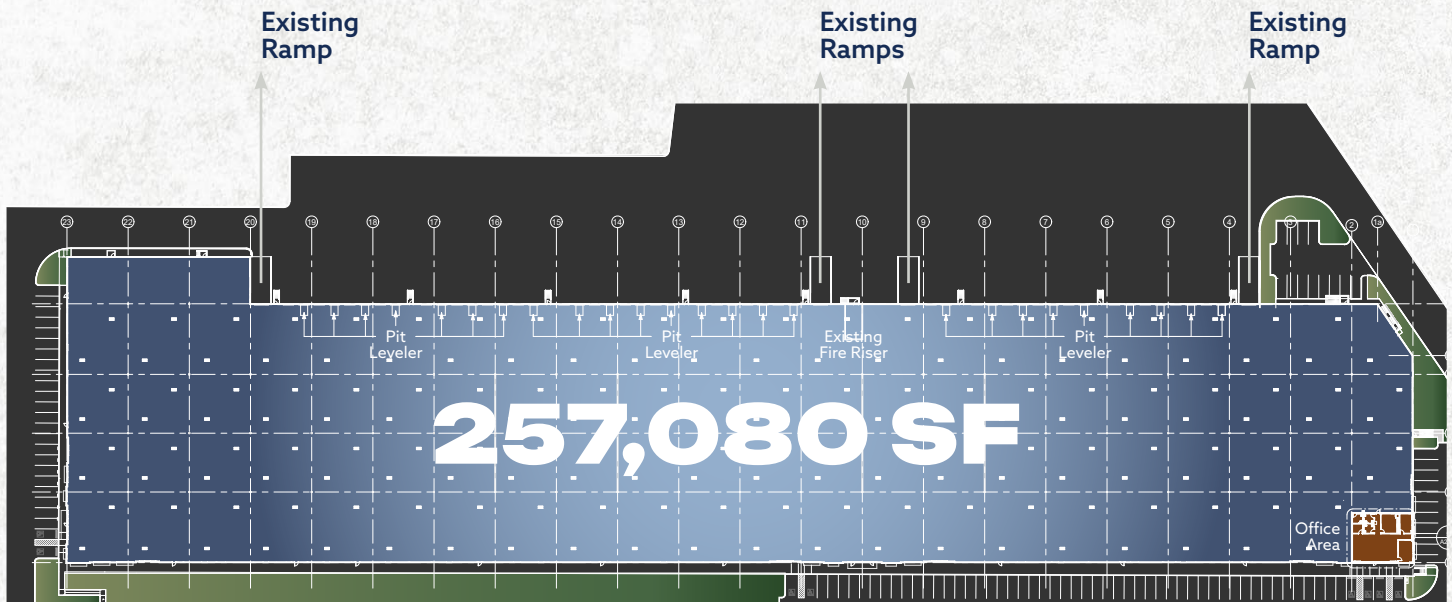 Existing
Ramp
Existing
Ramps
Existing
Ramp
23
22
21
20
19
18
17
16
15
14
13
12
11
10
9
8
7
6
5
4
3
2
1a
Pit
Leveler
Pit
Leveler
Existing
Fire Riser
Pit
Leveler
257,080 SF
Office
Area